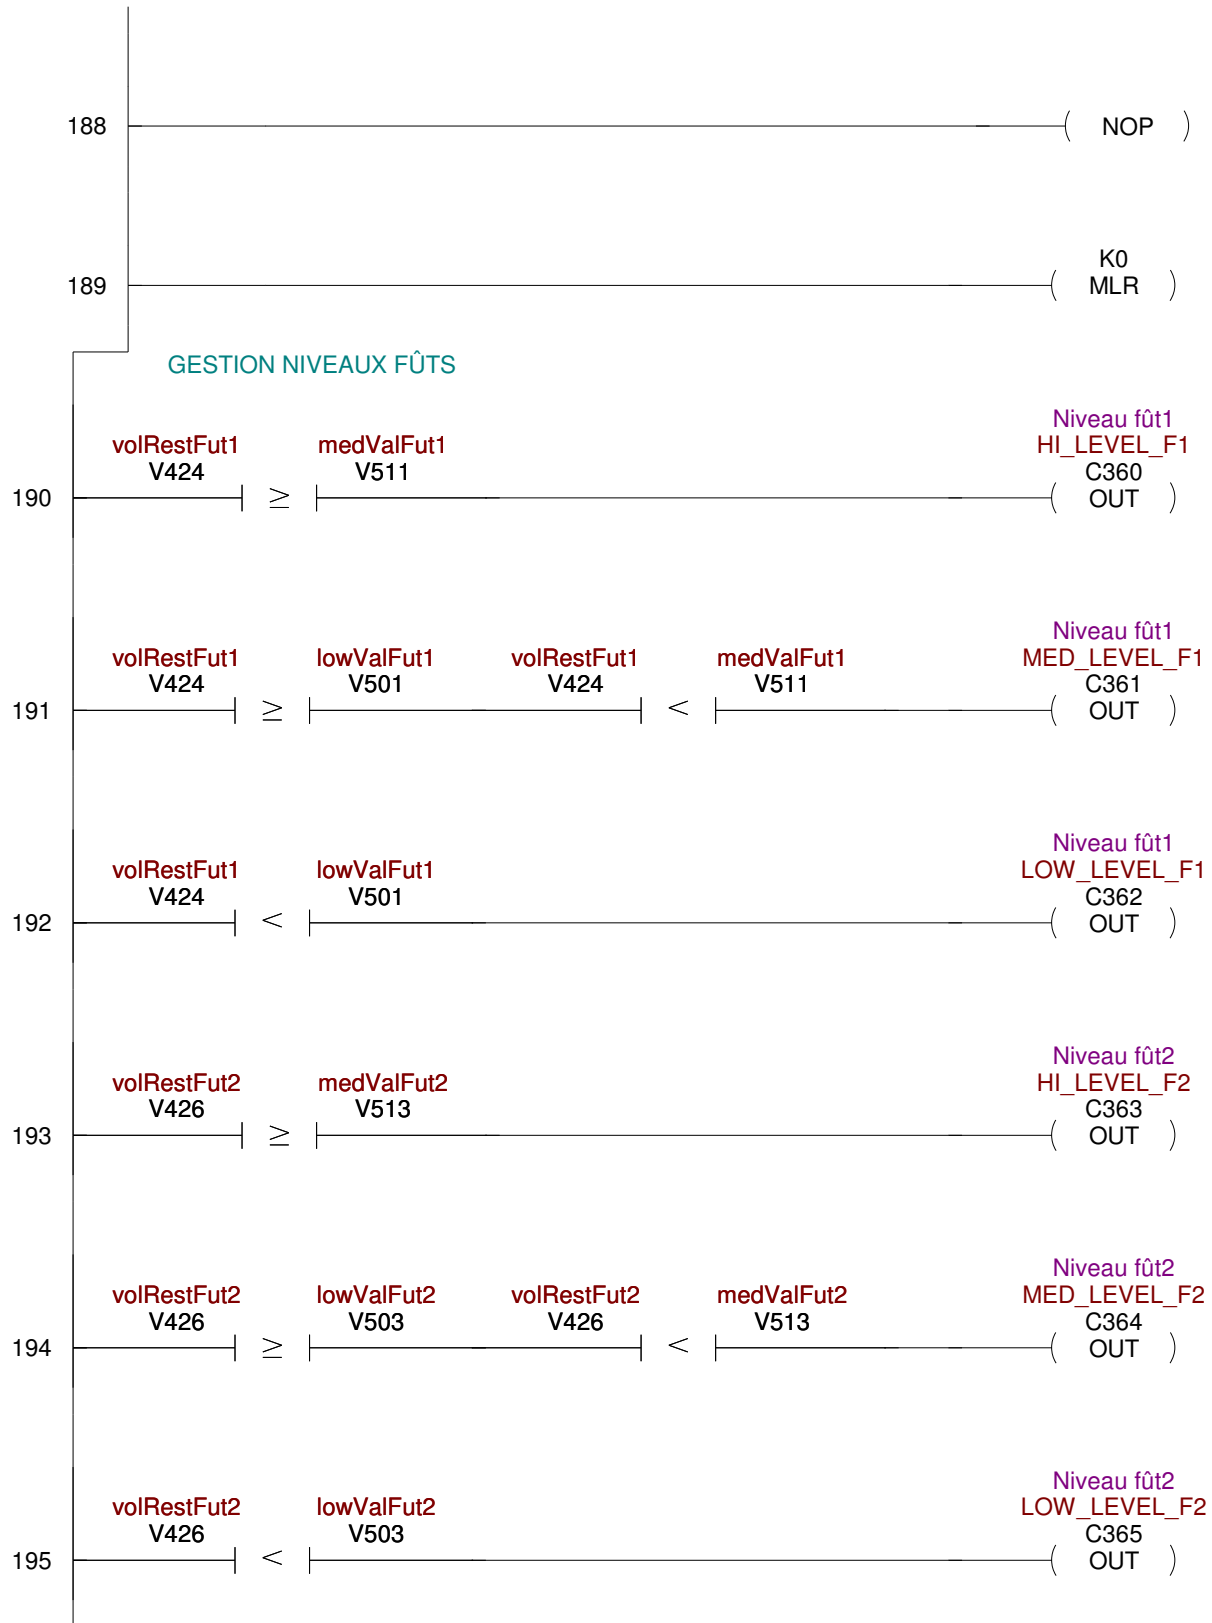 188
( NOP )
K0
189
( MLR )
GESTION NIVEAUX FÛTS
Niveau fût1
volRestFut1 medValFut1 HI_LEVEL_F1
V424 V511 C360
190 ≥ ( OUT )
Niveau fût1
volRestFut1 lowValFut1 volRestFut1 medValFut1 MED_LEVEL_F1
V424 V501 V424 V511 C361
191 ≥ < ( OUT )
Niveau fût1
volRestFut1 lowValFut1 LOW_LEVEL_F1
V424 V501 C362
192 < ( OUT )
Niveau fût2
volRestFut2 medValFut2 HI_LEVEL_F2
V426 V513 C363
193 ≥ ( OUT )
Niveau fût2
volRestFut2 lowValFut2 volRestFut2 medValFut2 MED_LEVEL_F2
V426 V503 V426 V513 C364
194 ≥ < ( OUT )
Niveau fût2
volRestFut2 lowValFut2 LOW_LEVEL_F2
V426 V503 C365
195 < ( OUT )